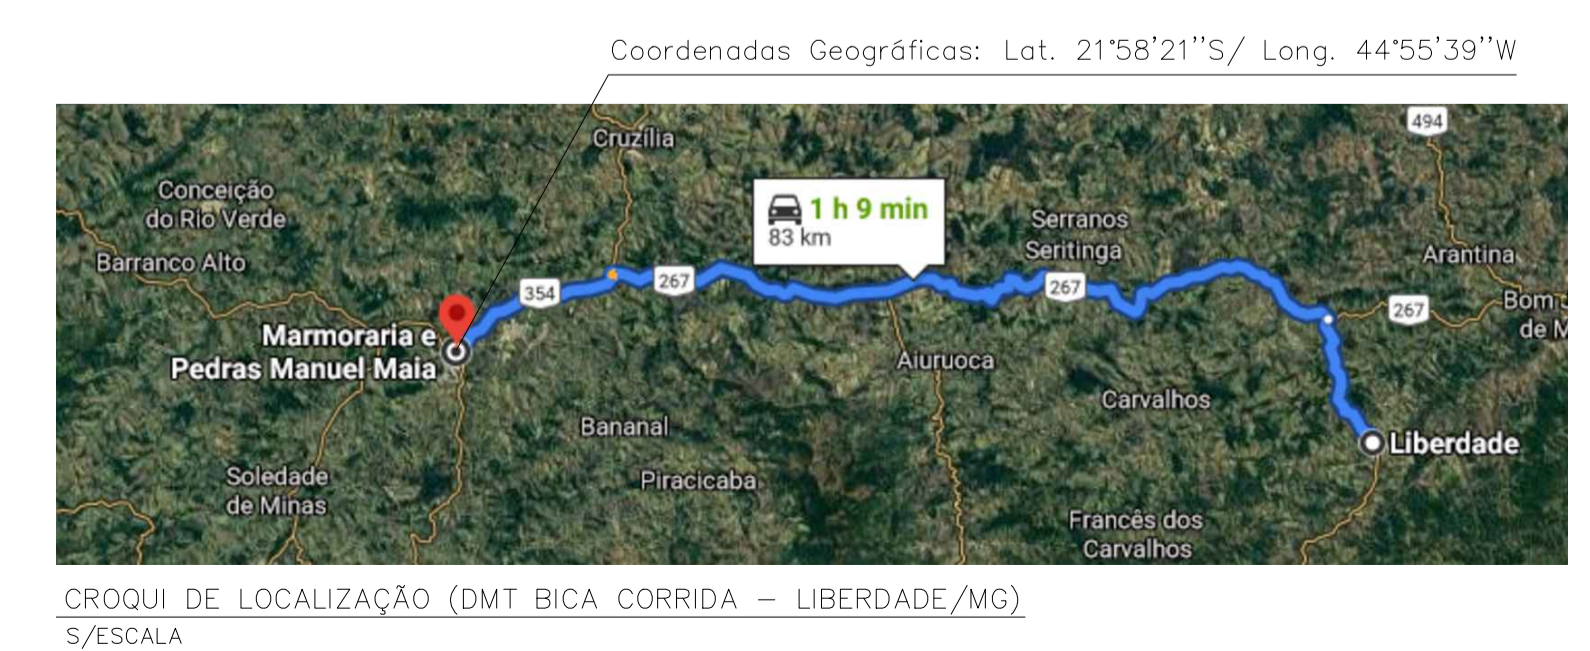 Coordenadas Geográficas: Lat. 21°58'21''S/ Long. 44°55'39''W
494
Cruzília
Conceição
do Rio Verde
1 h 9 min
83 km
Serranos
Seritinga
Barranco Alto
Arantina
354
267
267
267
Bom
de M
Marmoraria e
Pedras Manuel Maia
Aiuruoca
Carvalhos
Bananal
Liberdade
Soledade
de Minas
Piracicaba
Francês dos
Carvalhos
CROQUI DE LOCALIZAÇÃO (DMT BICA CORRIDA – LIBERDADE/MG)
S/ESCALA